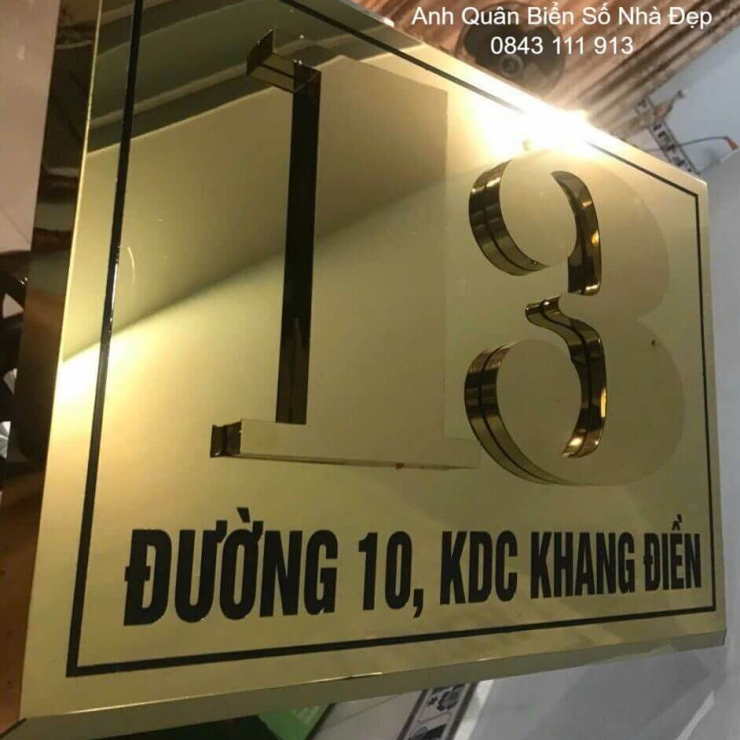 Anh Quân Biển Số Nhà Đẹp
0843 111 913
13
ĐƯỜNG 10, KDC KHANG ĐIỀN